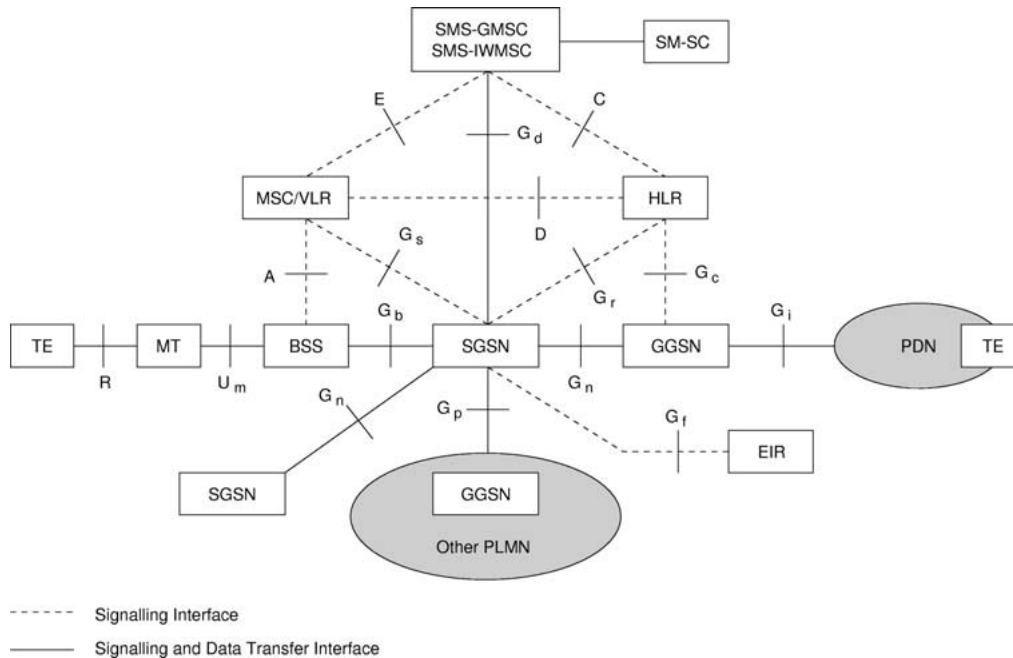 SMS-GMSC
SMS-IWMSC
SM-SC
E
C
G d
MSC/VLR
HLR
D
G s
A
G r
G c
G b
G i
TE
MT
BSS
SGSN
GGSN
PDN
TE
R
U m
G n
G n
G p
G f
EIR
SGSN
GGSN
Other PLMN
Signalling Interface
Signalling and Data Transfer Interface